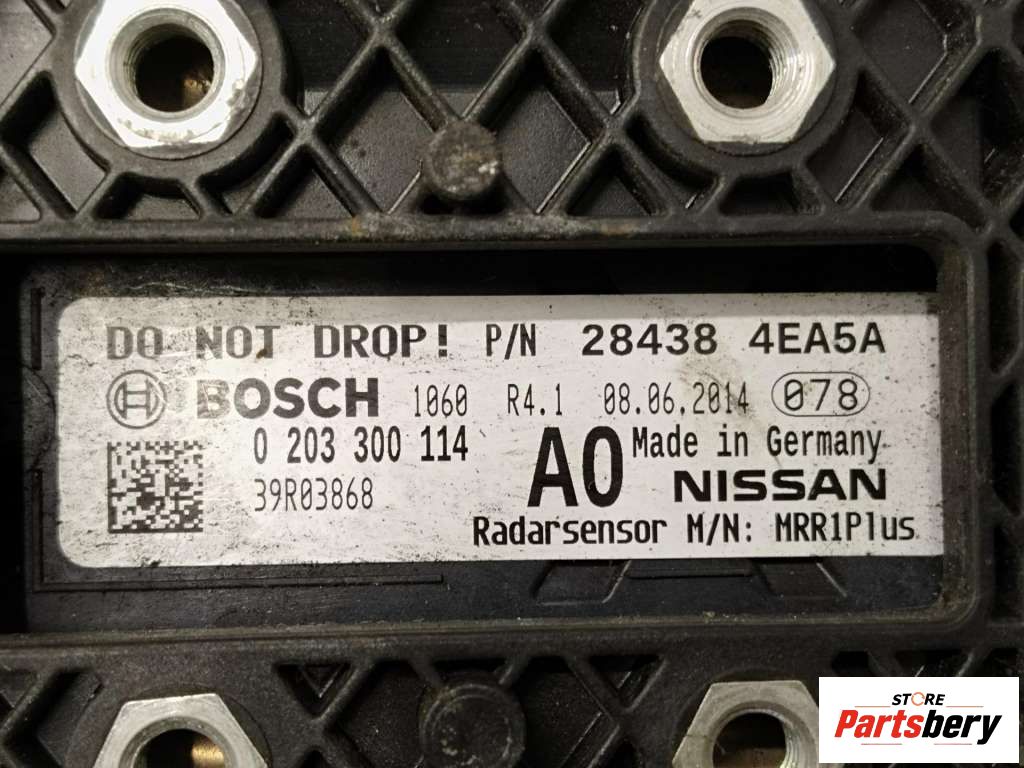 DO NOT DROP! P/N 28438 4EA5A
BOSCH 1060 R4.1 08.06.2014 078
0 203 300 114 A0 Made in Germany
39R03868 NISSAN
Radarsensor M/N: MRR1Plus
STORE
Partsbery